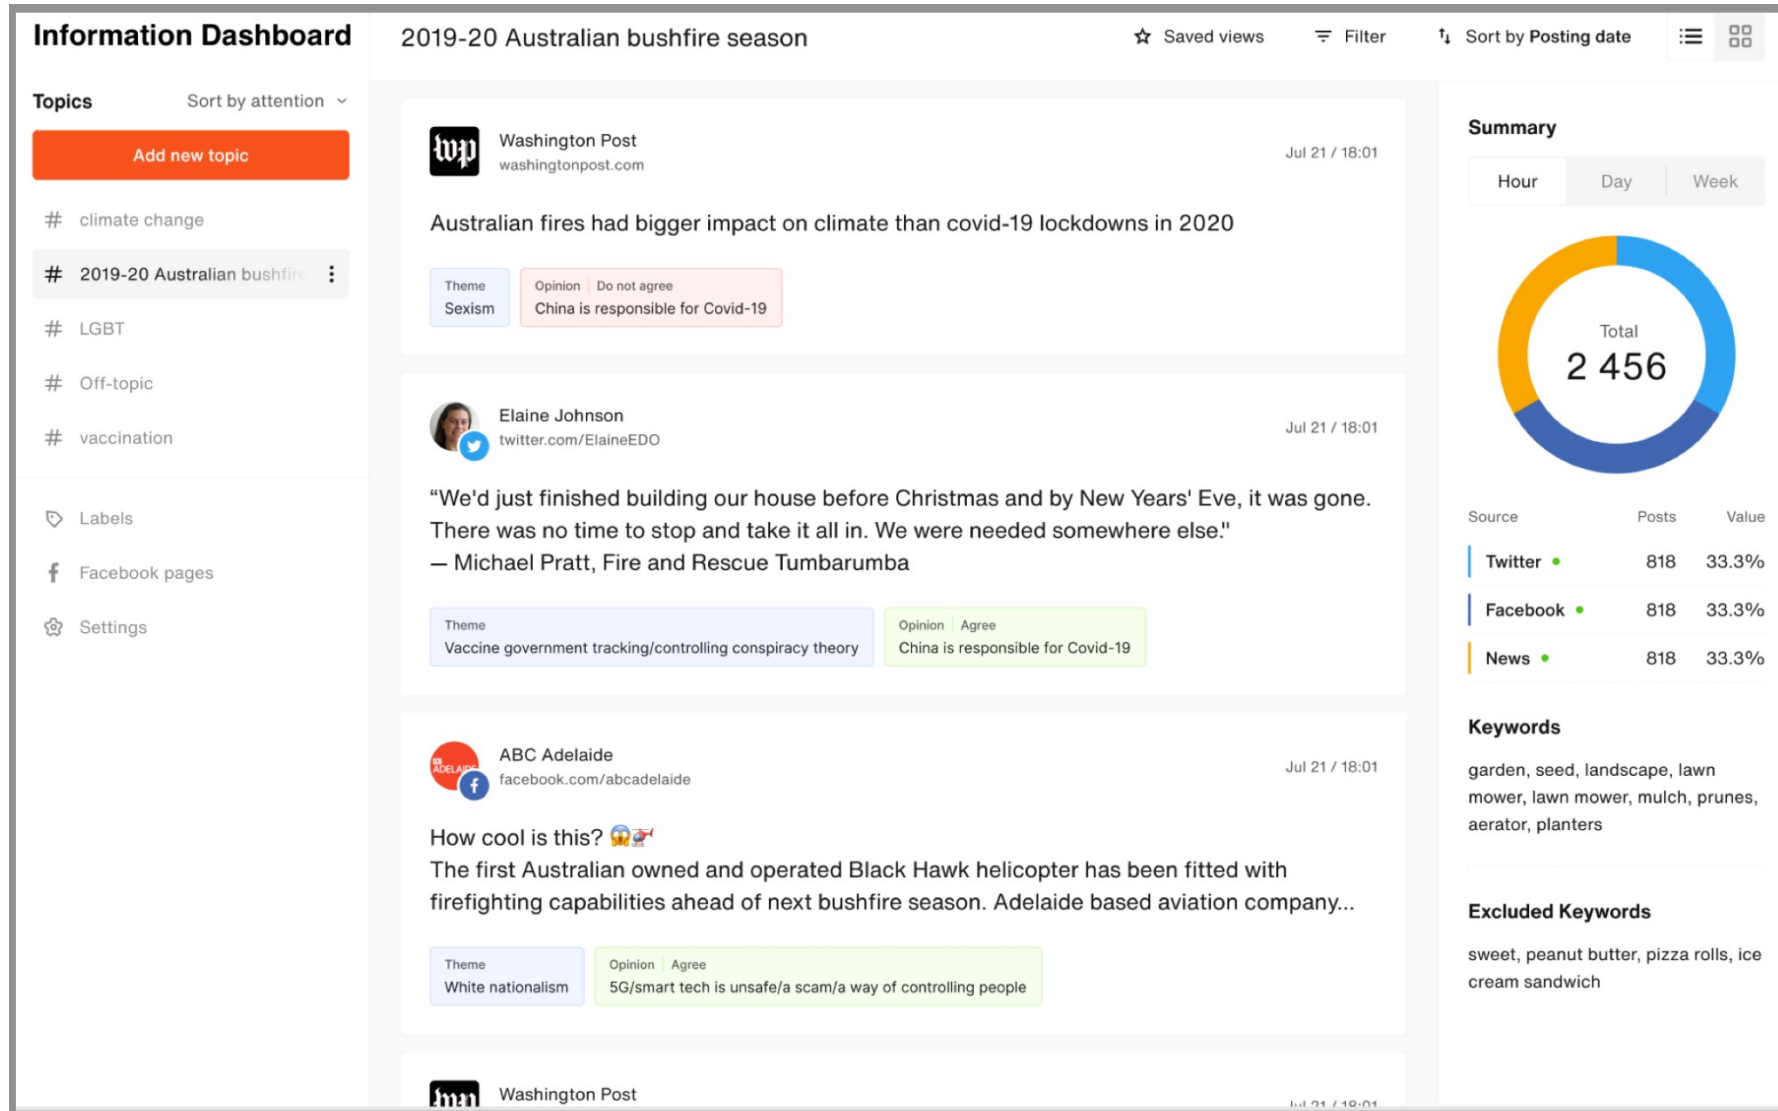 Information Dashboard
2019-20 Australian bushfire season
Saved views
Filter
Sort by Posting date
Topics
Sort by attention
Add new topic
# climate change
# 2019-20 Australian bushfire
# LGBT
# Off-topic
# vaccination
Labels
Facebook pages
Settings
wp
Washington Post
washingtonpost.com
Jul 21 / 18:01
Australian fires had bigger impact on climate than covid-19 lockdowns in 2020
Theme
Sexism
Opinion | Do not agree
China is responsible for Covid-19
Elaine Johnson
twitter.com/ElaineEDO
Jul 21 / 18:01
“We'd just finished building our house before Christmas and by New Years' Eve, it was gone.
There was no time to stop and take it all in. We were needed somewhere else."
— Michael Pratt, Fire and Rescue Tumbarumba
Theme
Vaccine government tracking/controlling conspiracy theory
Opinion | Agree
China is responsible for Covid-19
ADELAIDE
ABC Adelaide
facebook.com/abcadelaide
Jul 21 / 18:01
How cool is this? 😱🚁
The first Australian owned and operated Black Hawk helicopter has been fitted with
firefighting capabilities ahead of next bushfire season. Adelaide based aviation company...
Theme
White nationalism
Opinion | Agree
5G/smart tech is unsafe/a scam/a way of controlling people
wp
Washington Post
Jul 21 / 18:01
Summary
Hour
Day
Week
Total
2 456
Source Posts Value
Twitter 818 33.3%
Facebook 818 33.3%
News 818 33.3%
Keywords
garden, seed, landscape, lawn
mower, lawn mower, mulch, prunes,
aerator, planters
Excluded Keywords
sweet, peanut butter, pizza rolls, ice
cream sandwich